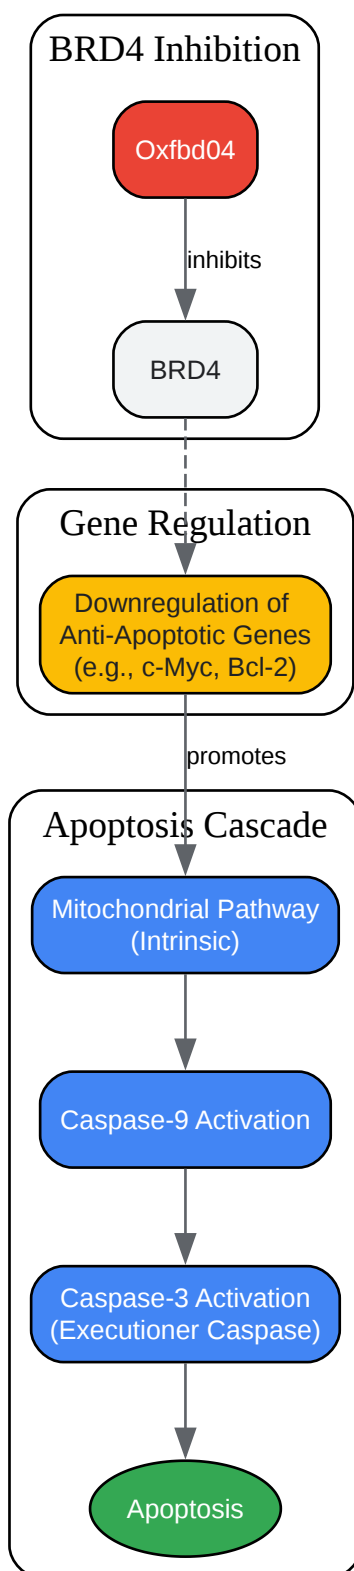 BRD4 Inhibition
Oxfbd04
inhibits
BRD4
Gene Regulation
Downregulation of
Anti-Apoptotic Genes
(e.g., c-Myc, Bcl-2)
promotes
Apoptosis Cascade
Mitochondrial Pathway
(Intrinsic)
Caspase-9 Activation
Caspase-3 Activation
(Executioner Caspase)
Apoptosis